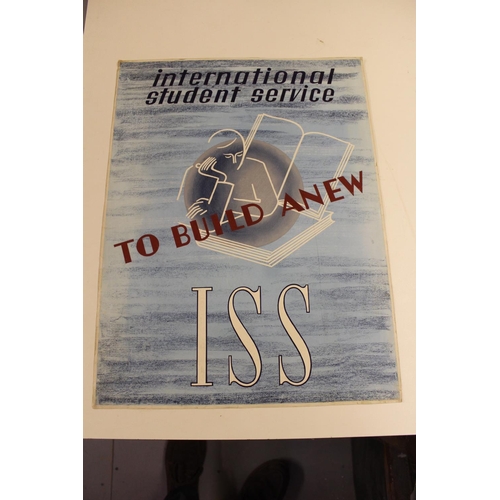 international
student service
TO BUILD ANEW
ISS